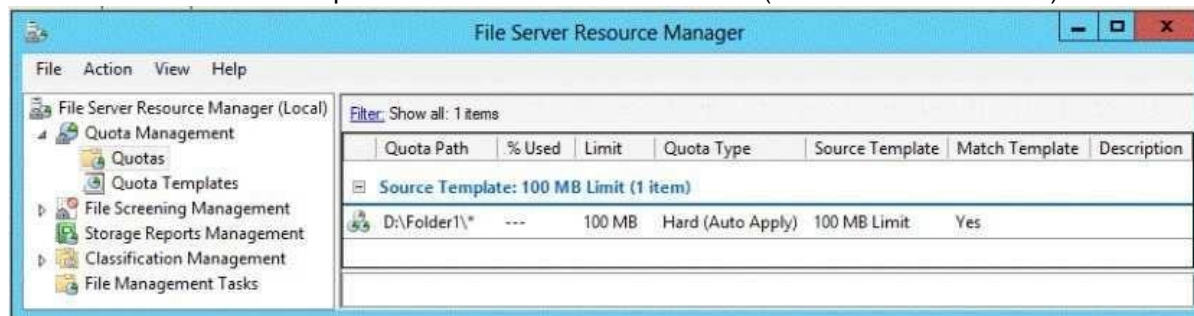 File Server Resource Manager
File Action View Help
File Server Resource Manager (Local)
Quota Management
Quotas
Quota Templates
File Screening Management
Storage Reports Management
Classification Management
File Management Tasks
Filter: Show all: 1 items
Quota Path % Used Limit Quota Type Source Template Match Template Description
Source Template: 100 MB Limit (1 item)
D:\Folder1\* --- 100 MB Hard (Auto Apply) 100 MB Limit Yes